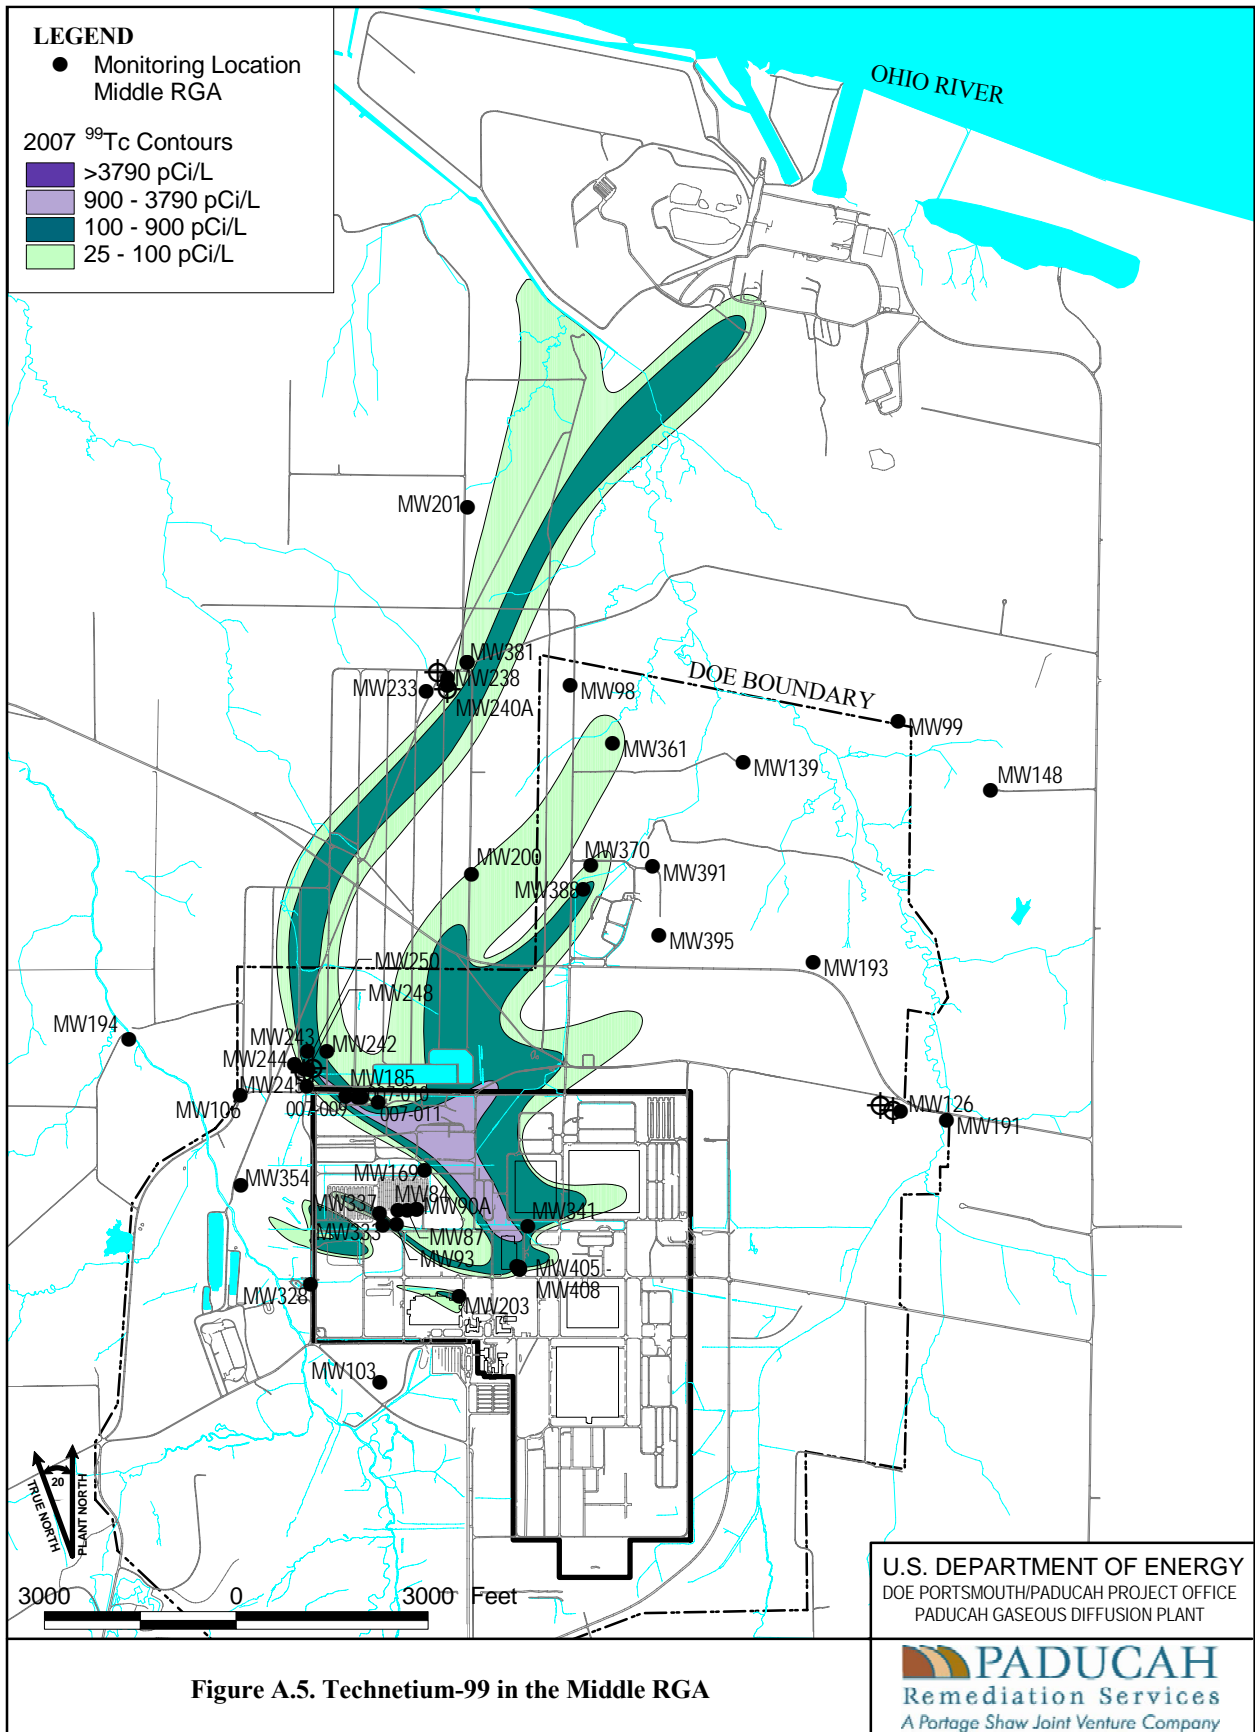 LEGEND
Monitoring Location
Middle RGA
2007 99Tc Contours
>3790 pCi/L
900 - 3790 pCi/L
100 - 900 pCi/L
25 - 100 pCi/L
OHIO RIVER
MW201
MW381
MW238
MW233
MW240A
MW98
DOE BOUNDARY
MW99
MW361
MW139
MW148
MW200
MW370
MW391
MW388
MW395
MW250
MW193
MW248
MW194
MW243
MW242
MW244
MW245
MW185
MW106
007-009
007-010
007-011
MW126
MW191
MW169
MW354
MW84
MW337
MW90A
MW341
MW333
MW87
MW93
MW405 -
MW408
MW328
MW203
MW103
20
TRUE NORTH
PLANT NORTH
3000 0 3000 Feet
U.S. DEPARTMENT OF ENERGY
DOE PORTSMOUTH/PADUCAH PROJECT OFFICE
PADUCAH GASEOUS DIFFUSION PLANT
Figure A.5. Technetium-99 in the Middle RGA
PADUCAH
Remediation Services
A Portage Shaw Joint Venture Company